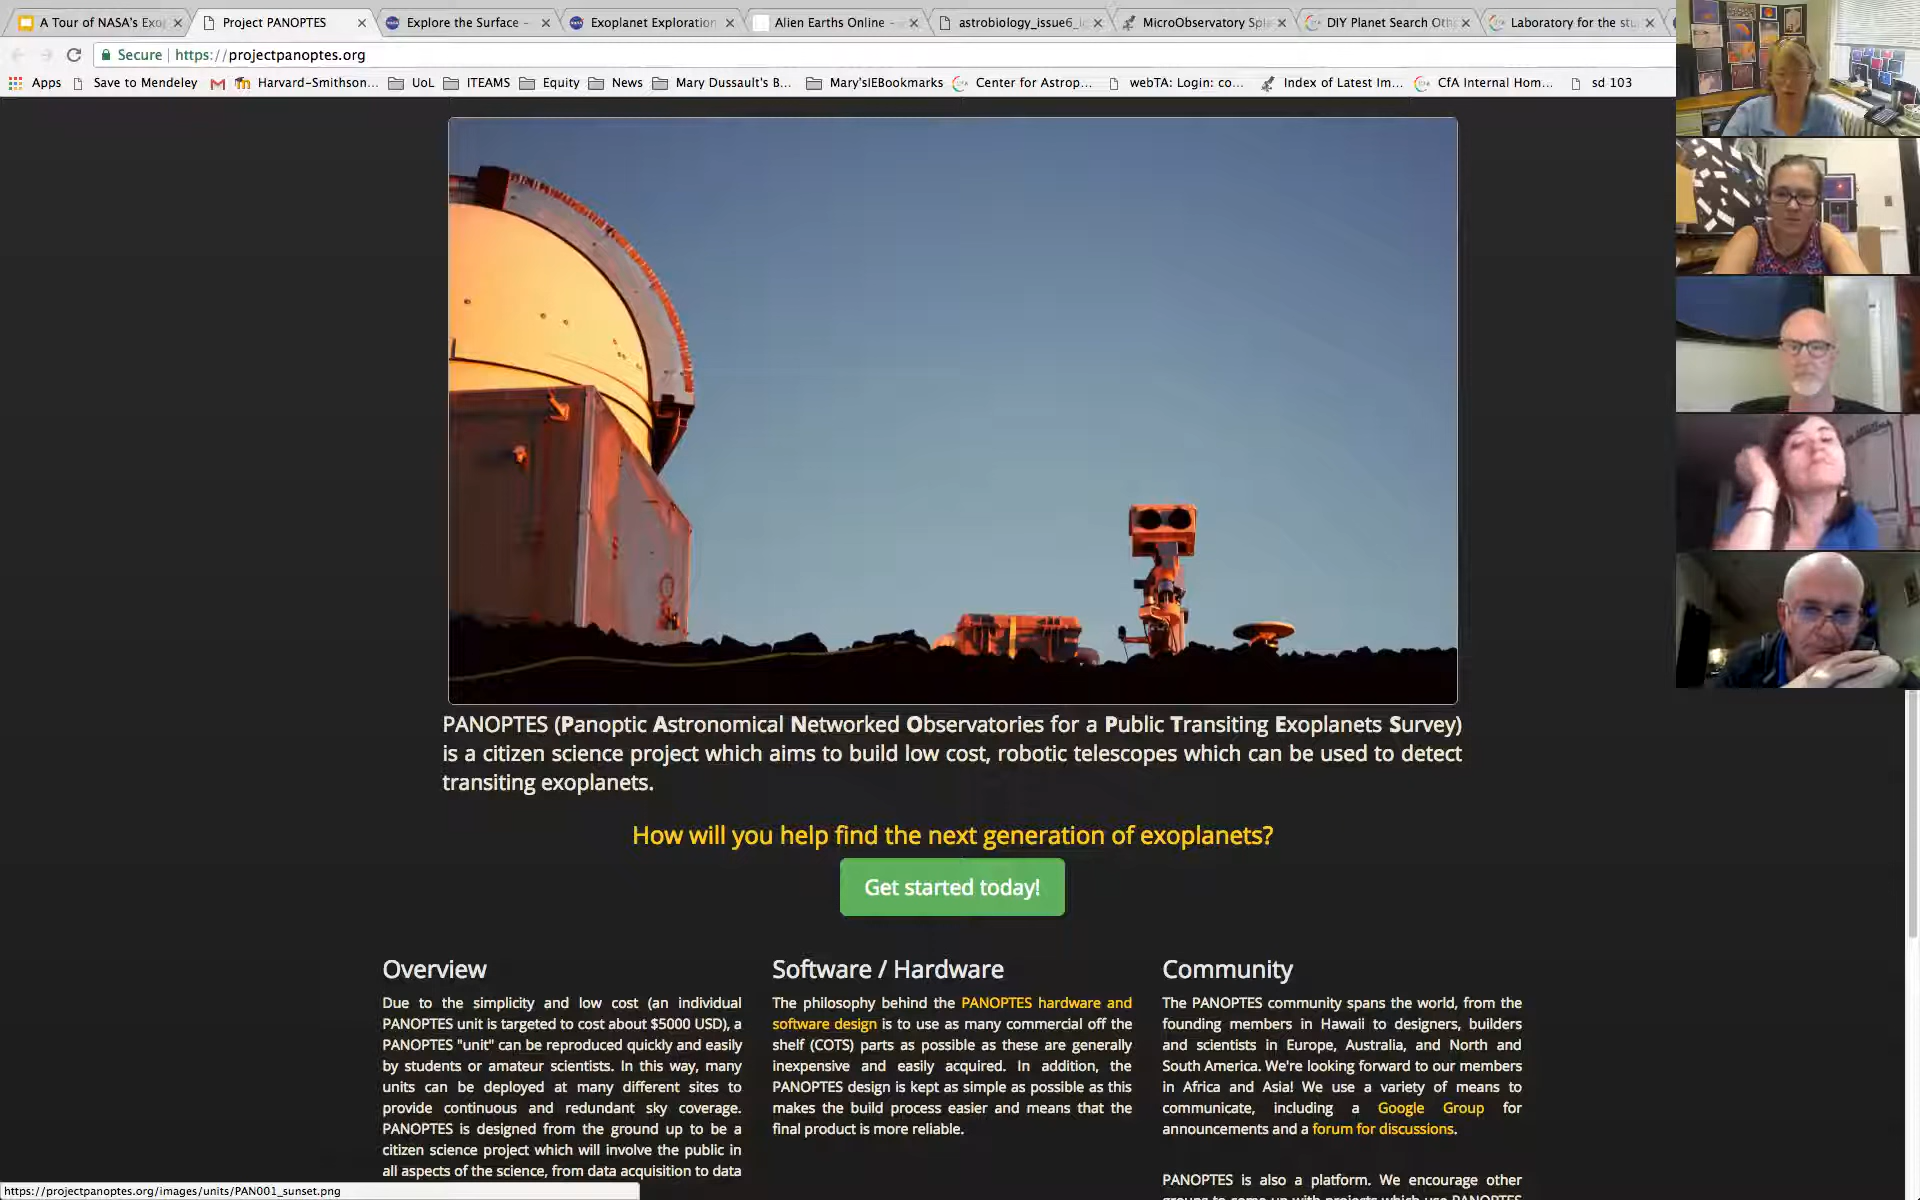 A Tour of NASA's Exop
Project PANOPTES
Explore the Surface –
Exoplanet Exploration
Alien Earths Online –
astrobiology_issue6_l
MicroObservatory Spl
DIY Planet Search Oth
Laboratory for the stu
Secure | https://projectpanoptes.org
Apps Save to Mendeley Harvard–Smithson... UoL ITEAMS Equity News Mary Dussault's B... Mary'sIEBookmarks Center for Astrop... webTA: Login: co... Index of Latest Im... CfA Internal Hom... sd 103
PANOPTES (Panoptic Astronomical Networked Observatories for a Public Transiting Exoplanets Survey)
is a citizen science project which aims to build low cost, robotic telescopes which can be used to detect
transiting exoplanets.
How will you help find the next generation of exoplanets?
Get started today!
Overview
Due to the simplicity and low cost (an individual
PANOPTES unit is targeted to cost about $5000 USD), a
PANOPTES "unit" can be reproduced quickly and easily
by students or amateur scientists. In this way, many
units can be deployed at many different sites to
provide continuous and redundant sky coverage.
PANOPTES is designed from the ground up to be a
citizen science project which will involve the public in
all aspects of the science, from data acquisition to data
Software / Hardware
The philosophy behind the PANOPTES hardware and
software design is to use as many commercial off the
shelf (COTS) parts as possible as these are generally
inexpensive and easily acquired. In addition, the
PANOPTES design is kept as simple as possible as this
makes the build process easier and means that the
final product is more reliable.
Community
The PANOPTES community spans the world, from the
founding members in Hawaii to designers, builders
and scientists in Europe, Australia, and North and
South America. We're looking forward to our members
in Africa and Asia! We use a variety of means to
communicate, including a Google Group for
announcements and a forum for discussions.
PANOPTES is also a platform. We encourage other
groups to come up with projects which use PANOPTES
https://projectpanoptes.org/images/units/PAN001_sunset.png